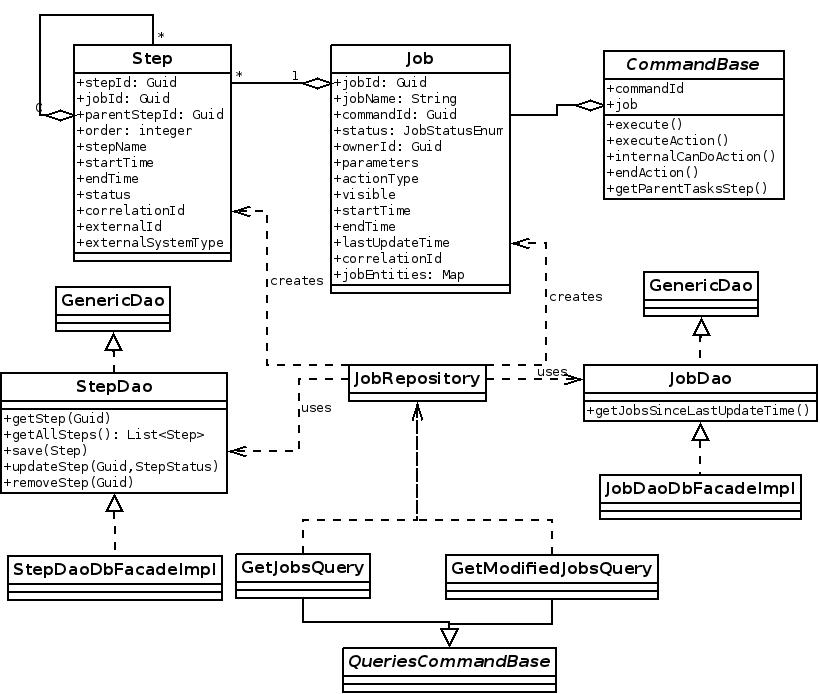 *
Step
+stepId: Guid
+jobId: Guid
+parentStepId: Guid
+order: integer
+stepName
+startTime
+endTime
+status
+correlationId
+externalId
+externalSystemType
*
1
Job
+jobId: Guid
+jobName: String
+commandId: Guid
+status: JobStatusEnum
+ownerId: Guid
+parameters
+actionType
+visible
+startTime
+endTime
+lastUpdateTime
+correlationId
+jobEntities: Map
CommandBase
+commandId
+job
+execute()
+executeAction()
+internalCanDoAction()
+endAction()
+getParentTasksStep()
creates
creates
GenericDao
GenericDao
StepDao
+getStep(Guid)
+getAllSteps(): List<Step>
+save(Step)
+updateStep(Guid,StepStatus)
+removeStep(Guid)
uses
JobRepository
uses
JobDao
+getJobsSinceLastUpdateTime()
JobDaoDbFacadeImpl
StepDaoDbFacadeImpl
GetJobsQuery
GetModifiedJobsQuery
QueriesCommandBase